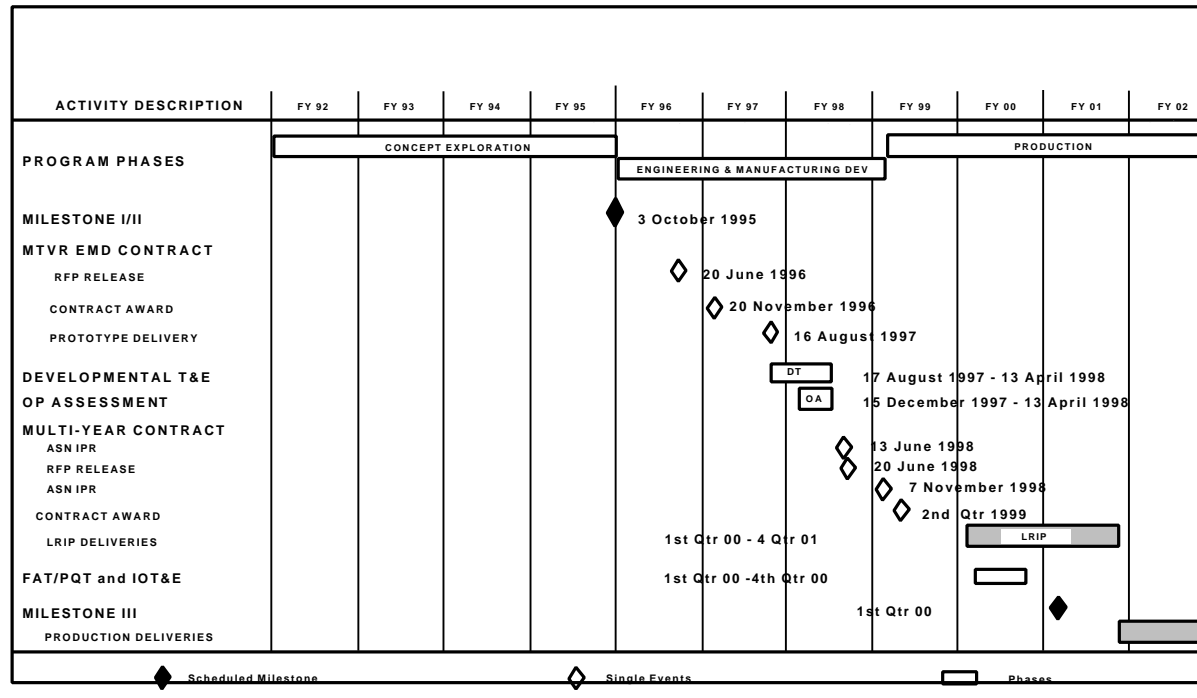 ACTIVITY DESCRIPTION FY 92 FY 93 FY 94 FY 95 FY 96 FY 97 FY 98 FY 99 FY 00 FY 01 FY 02
CONCEPT EXPLORATION PRODUCTION
PROGRAM PHASES
ENGINEERING & MANUFACTURING DEV
MILESTONE I/II 3 October 1995
MTVR EMD CONTRACT
RFP RELEASE 20 June 1996
CONTRACT AWARD 20 November 1996
PROTOTYPE DELIVERY 16 August 1997
DEVELOPMENTAL T&E DT 17 August 1997 - 13 April 1998
OP ASSESSMENT OA 15 December 1997 - 13 April 1998
MULTI-YEAR CONTRACT
ASN IPR 13 June 1998
RFP RELEASE 20 June 1998
ASN IPR 7 November 1998
CONTRACT AWARD 2nd Qtr 1999
LRIP DELIVERIES 1st Qtr 00 - 4 Qtr 01 LRIP
FAT/PQT and IOT&E 1st Qtr 00 -4th Qtr 00
MILESTONE III 1st Qtr 00
PRODUCTION DELIVERIES
Scheduled Milestone Single Events Phases